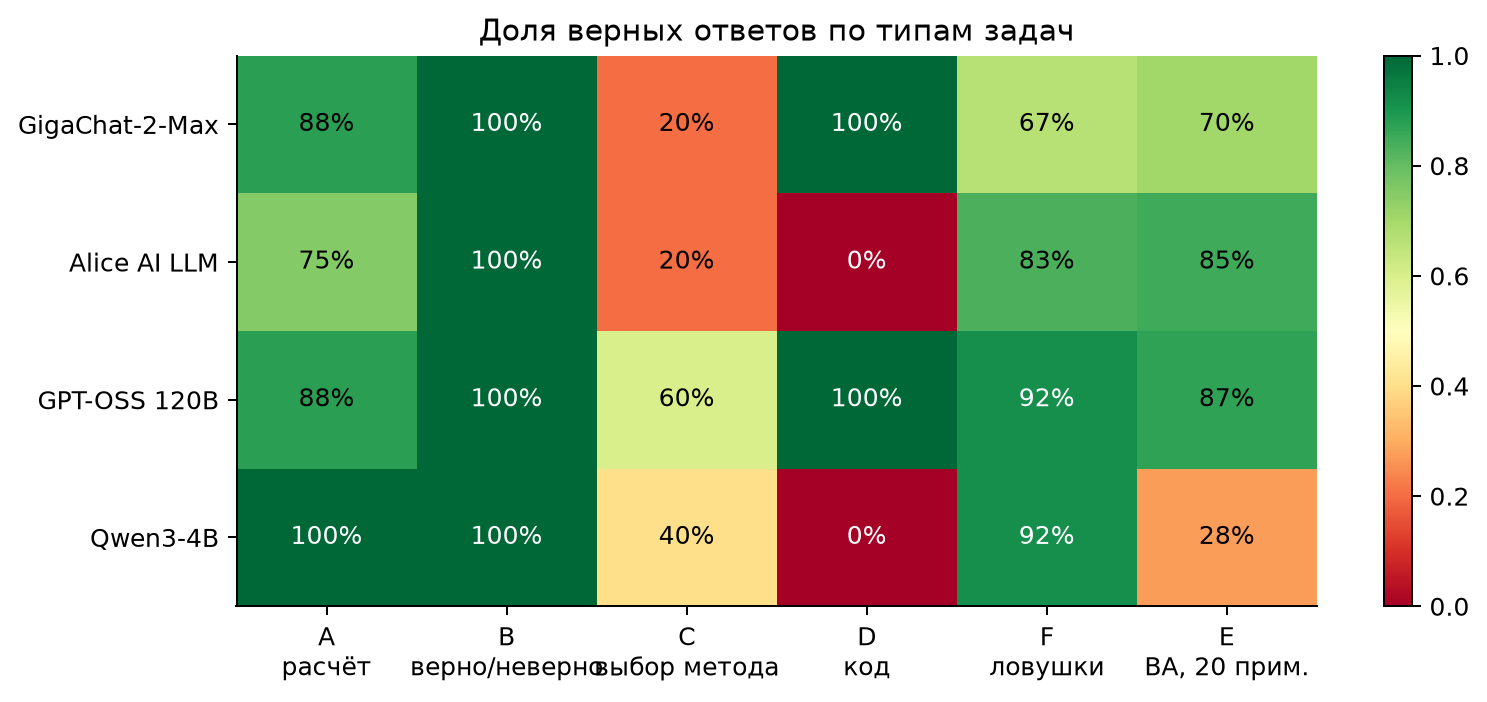 Доля верных ответов по типам задач
GigaChat-2-Max 88% 100% 20% 100% 67% 70%
Alice AI LLM 75% 100% 20% 0% 83% 85%
GPT-OSS 120B 88% 100% 60% 100% 92% 87%
Qwen3-4B 100% 100% 40% 0% 92% 28%
A B C D F E
расчёт верно/неверно выбор метода код ловушки ВА, 20 прим.
1.0
0.8
0.6
0.4
0.2
0.0